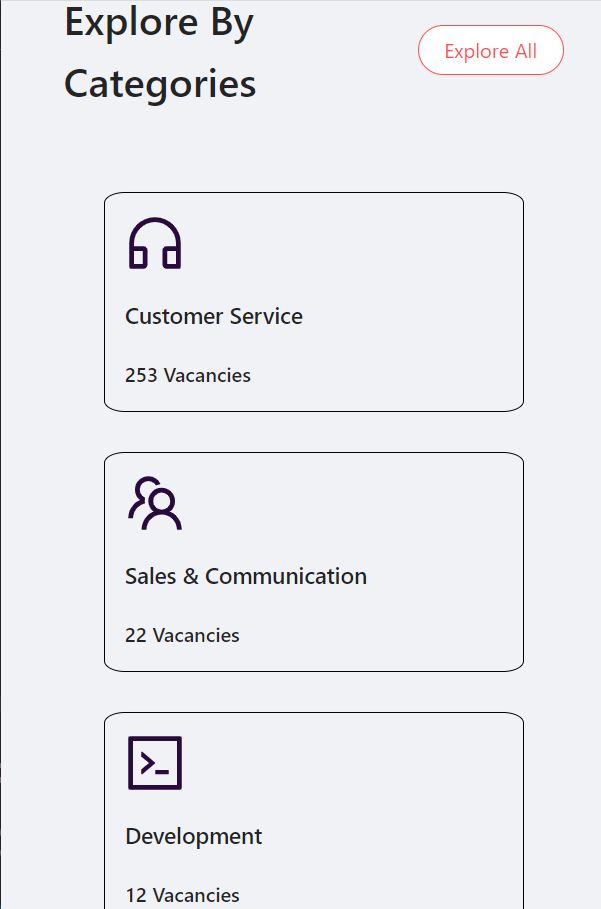 Explore By
Categories
Explore All
Customer Service
253 Vacancies
Sales & Communication
22 Vacancies
Development
12 Vacancies